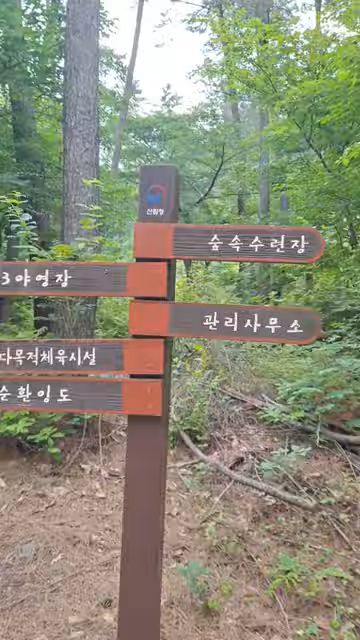 산림청
숲속수련장
3야영장
관리사무소
다목적체육시설
순환임도